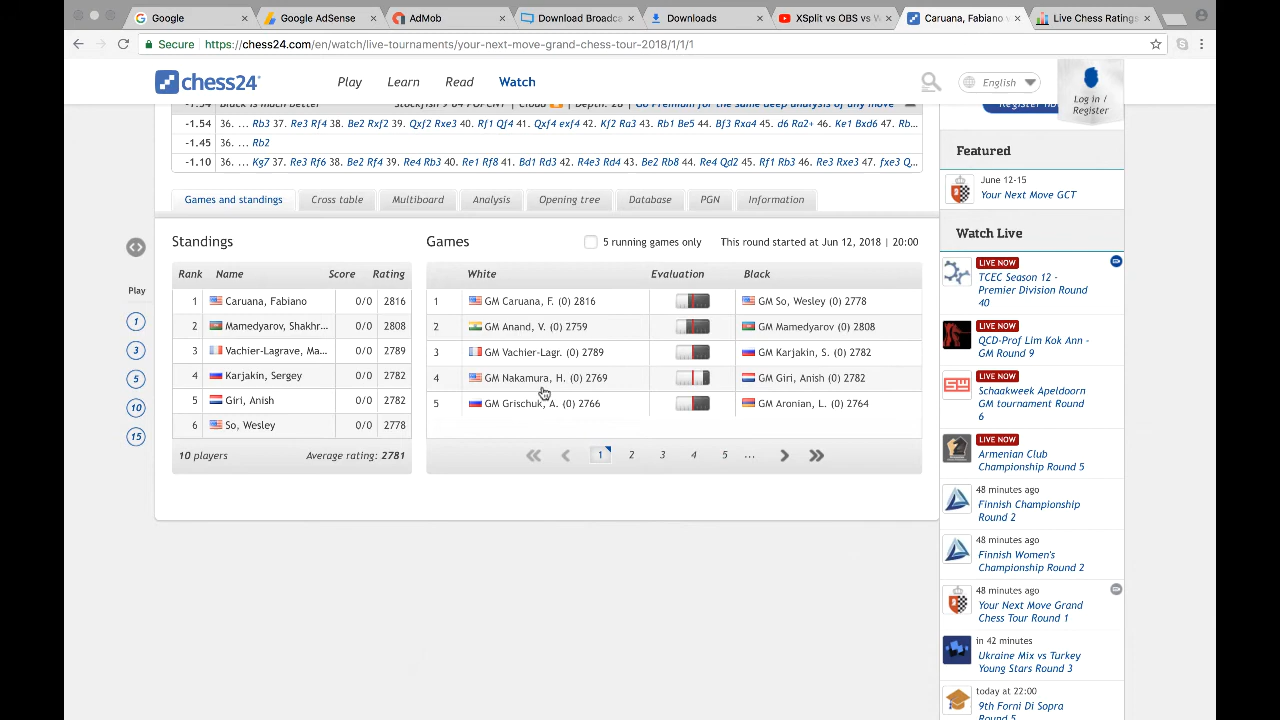 Google
Google AdSense
AdMob
Download Broadca
Downloads
XSplit vs OBS vs W
Caruana, Fabiano v
Live Chess Ratings
Secure
https://chess24.com/en/watch/live-tournaments/your-next-move-grand-chess-tour-2018/1/1/1
chess24
Play
Learn
Read
Watch
English
Log in /
Register
-1.54
36. ... Rb3 37. Re3 Rf4 38. Be2 Rxf2 39. Qxf2 Rxe3 40. Rf1 Qf4 41. Qxf4 exf4 42. Kf2 Ra3 43. Rb1 Be5 44. Bf3 Rxa4 45. d6 Ra2+ 46. Ke1 Bxd6 47. Rb...
-1.45
36. ... Rb2
-1.10
36. ... Kg7 37. Re3 Rf6 38. Be2 Rf4 39. Re4 Rb3 40. Re1 Rf8 41. Bd1 Rd3 42. R4e3 Rd4 43. Be2 Rb8 44. Re4 Qd2 45. Rf1 Rb3 46. Re3 Rxe3 47. fxe3 Q...
Games and standings
Cross table
Multiboard
Analysis
Opening tree
Database
PGN
Information
Standings
Rank Name Score Rating
1 Caruana, Fabiano 0/0 2816
2 Mamedyarov, Shakhr... 0/0 2808
3 Vachier-Lagrave, Ma... 0/0 2789
4 Karjakin, Sergey 0/0 2782
5 Giri, Anish 0/0 2782
6 So, Wesley 0/0 2778
10 players Average rating: 2781
Games
5 running games only
This round started at Jun 12, 2018 | 20:00
White Evaluation Black
1 GM Caruana, F. (0) 2816 GM So, Wesley (0) 2778
2 GM Anand, V. (0) 2759 GM Mamedyarov (0) 2808
3 GM Vachier-Lagr. (0) 2789 GM Karjakin, S. (0) 2782
4 GM Nakamura, H. (0) 2769 GM Giri, Anish (0) 2782
5 GM Grischuk, A. (0) 2766 GM Aronian, L. (0) 2764
1 2 3 4 5 ...
Play
1
3
5
10
15
Featured
June 12-15
Your Next Move GCT
Watch Live
LIVE NOW
TCEC Season 12 -
Premier Division Round
40
LIVE NOW
QCD-Prof Lim Kok Ann -
GM Round 9
LIVE NOW
Schaakweek Apeldoorn
GM tournament Round
6
LIVE NOW
Armenian Club
Championship Round 5
48 minutes ago
Finnish Championship
Round 2
48 minutes ago
Finnish Women's
Championship Round 2
48 minutes ago
Your Next Move Grand
Chess Tour Round 1
in 42 minutes
Ukraine Mix vs Turkey
Young Stars Round 3
today at 22:00
9th Forni Di Sopra
Round 5